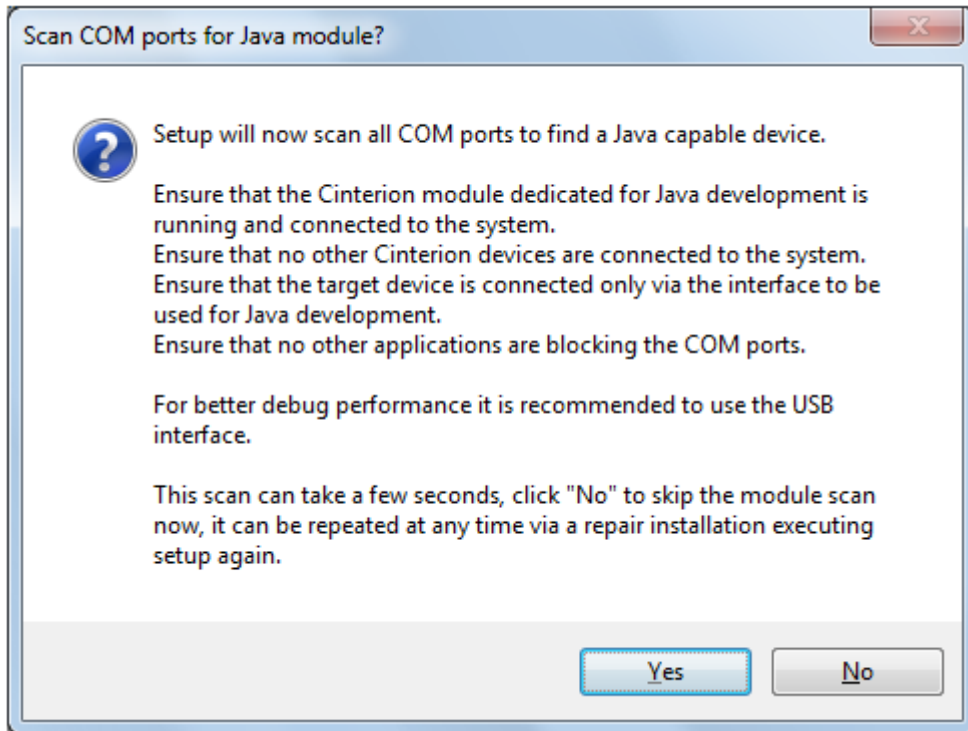 Scan COM ports for Java module?
Setup will now scan all COM ports to find a Java capable device.
Ensure that the Cinterion module dedicated for Java development is
running and connected to the system.
Ensure that no other Cinterion devices are connected to the system.
Ensure that the target device is connected only via the interface to be
used for Java development.
Ensure that no other applications are blocking the COM ports.
For better debug performance it is recommended to use the USB
interface.
This scan can take a few seconds, click "No" to skip the module scan
now, it can be repeated at any time via a repair installation executing
setup again.
Yes
No